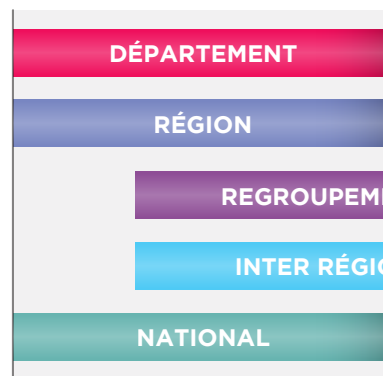 DÉPARTEMENT
RÉGION
REGROUPEM
INTER RÉGIO
NATIONAL